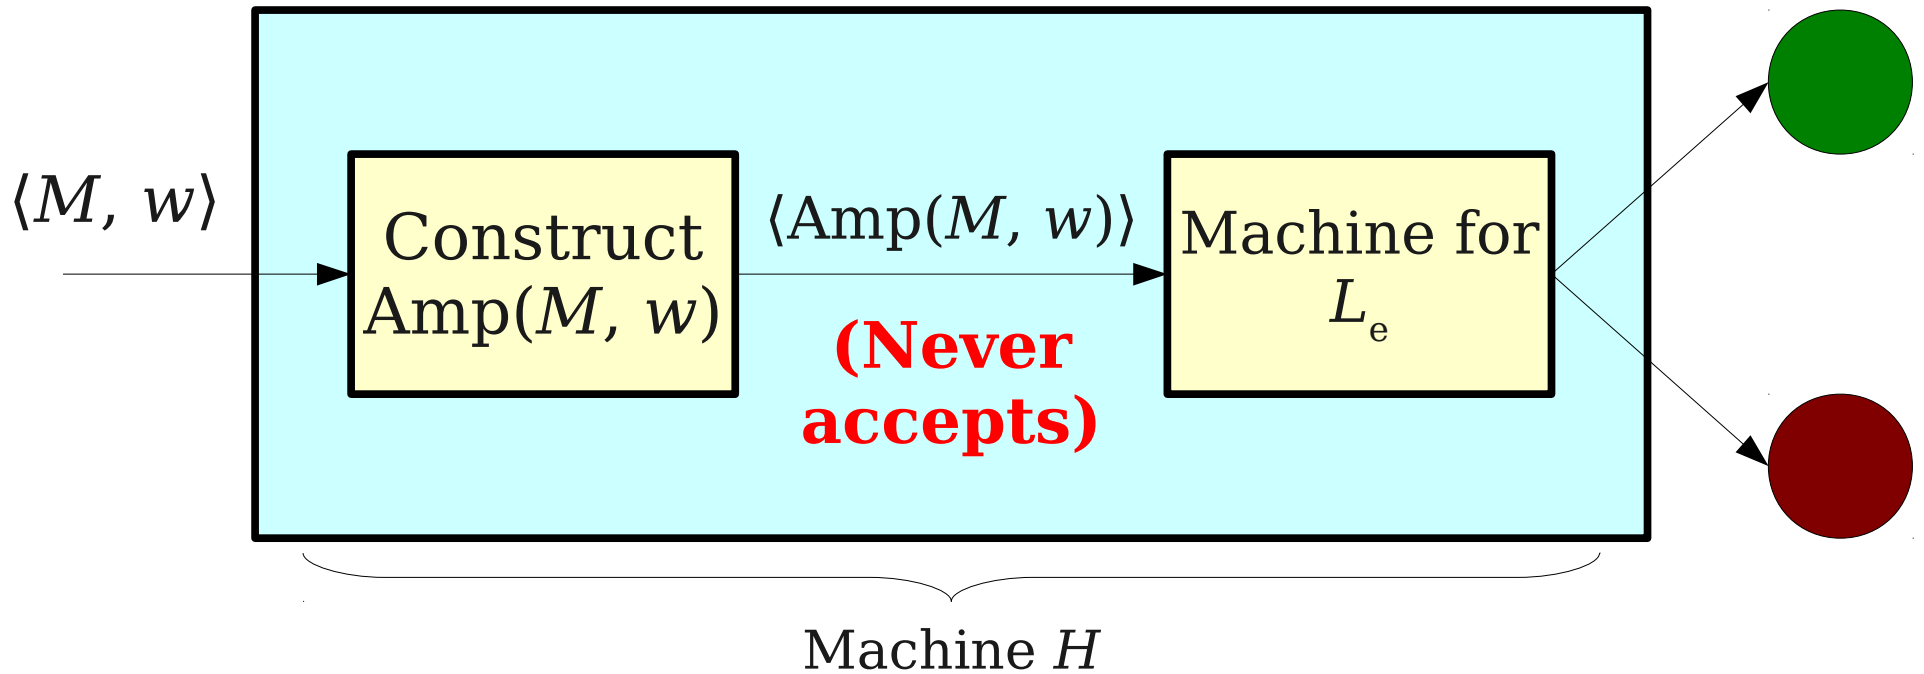 ⟨M, w⟩
Construct
Amp(M, w)
⟨Amp(M, w)⟩
(Never
accepts)
Machine for
Lₑ
Machine H